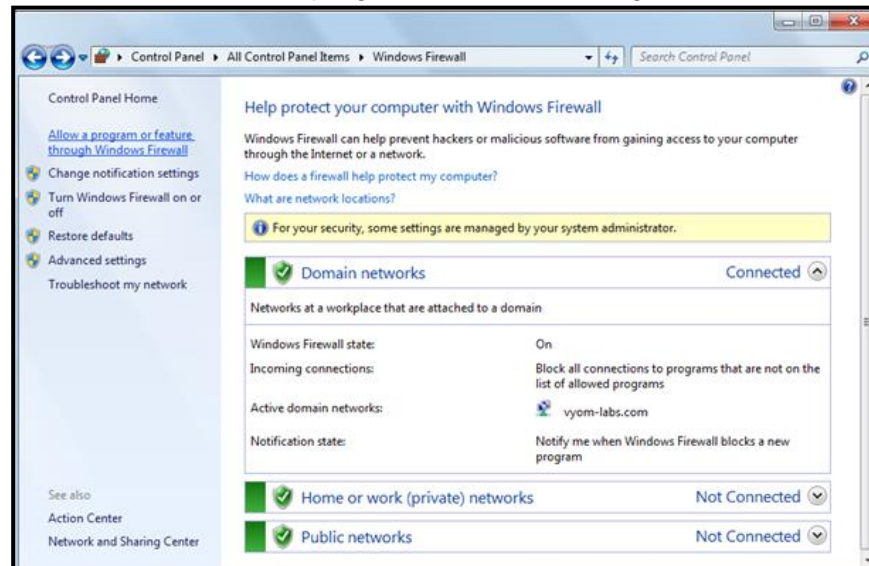 Control Panel ▸ All Control Panel Items ▸ Windows Firewall
Search Control Panel
Control Panel Home
Allow a program or feature
through Windows Firewall
Change notification settings
Turn Windows Firewall on or
off
Restore defaults
Advanced settings
Troubleshoot my network
See also
Action Center
Network and Sharing Center
Help protect your computer with Windows Firewall
Windows Firewall can help prevent hackers or malicious software from gaining access to your computer
through the Internet or a network.
How does a firewall help protect my computer?
What are network locations?
For your security, some settings are managed by your system administrator.
Domain networks Connected
Networks at a workplace that are attached to a domain
Windows Firewall state: On
Incoming connections: Block all connections to programs that are not on the
list of allowed programs
Active domain networks: vyom-labs.com
Notification state: Notify me when Windows Firewall blocks a new
program
Home or work (private) networks Not Connected
Public networks Not Connected